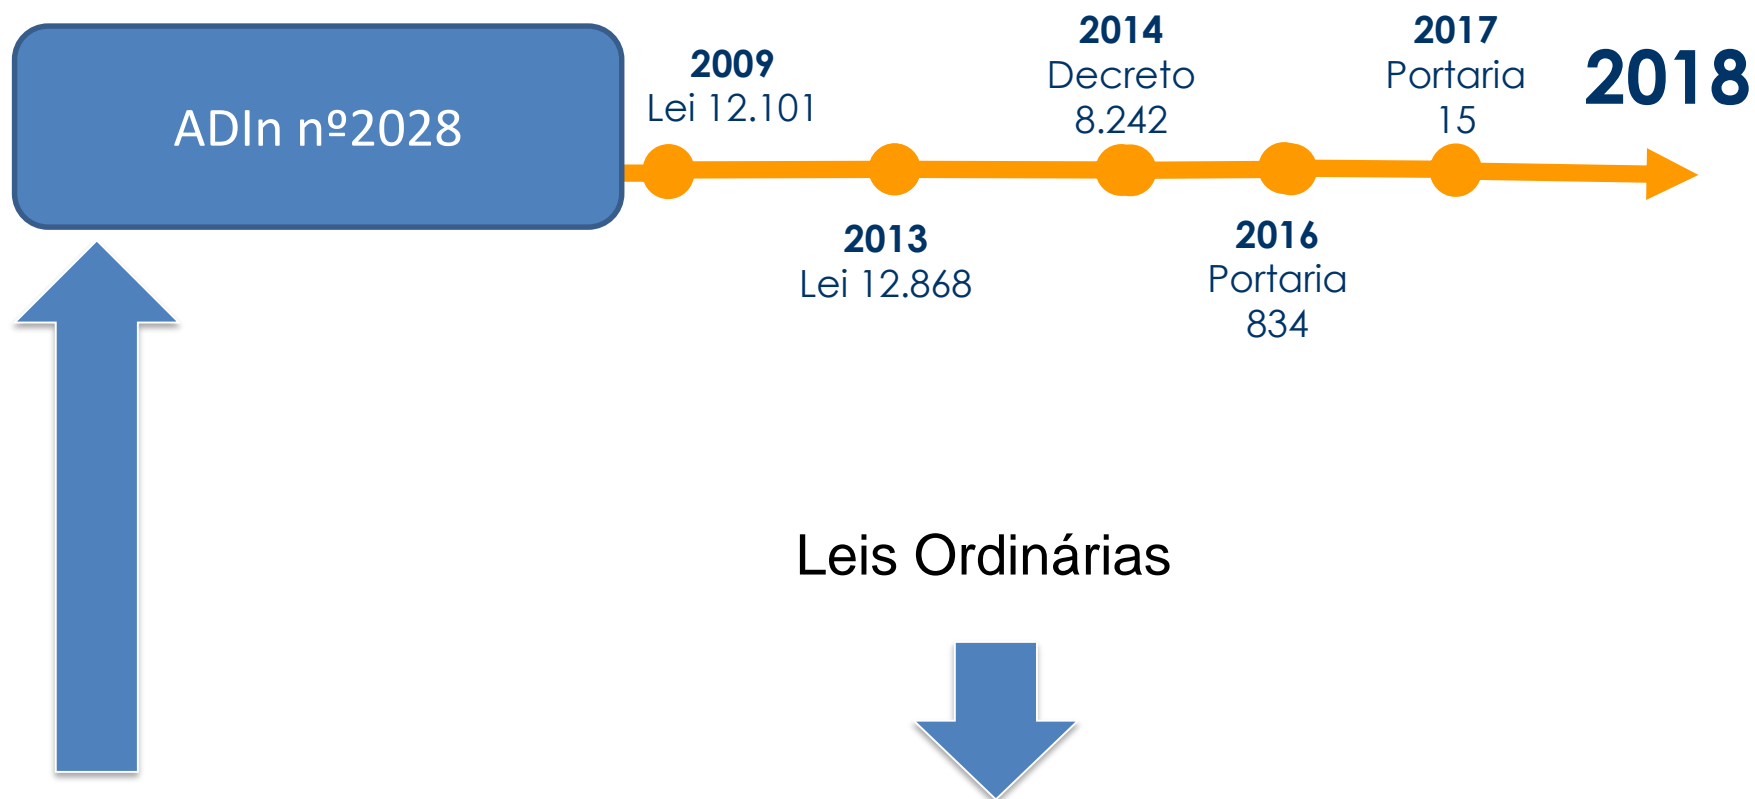 ADIn nº2028
2009
Lei 12.101
2013
Lei 12.868
2014
Decreto
8.242
2016
Portaria
834
2017
Portaria
15
2018
Leis Ordinárias